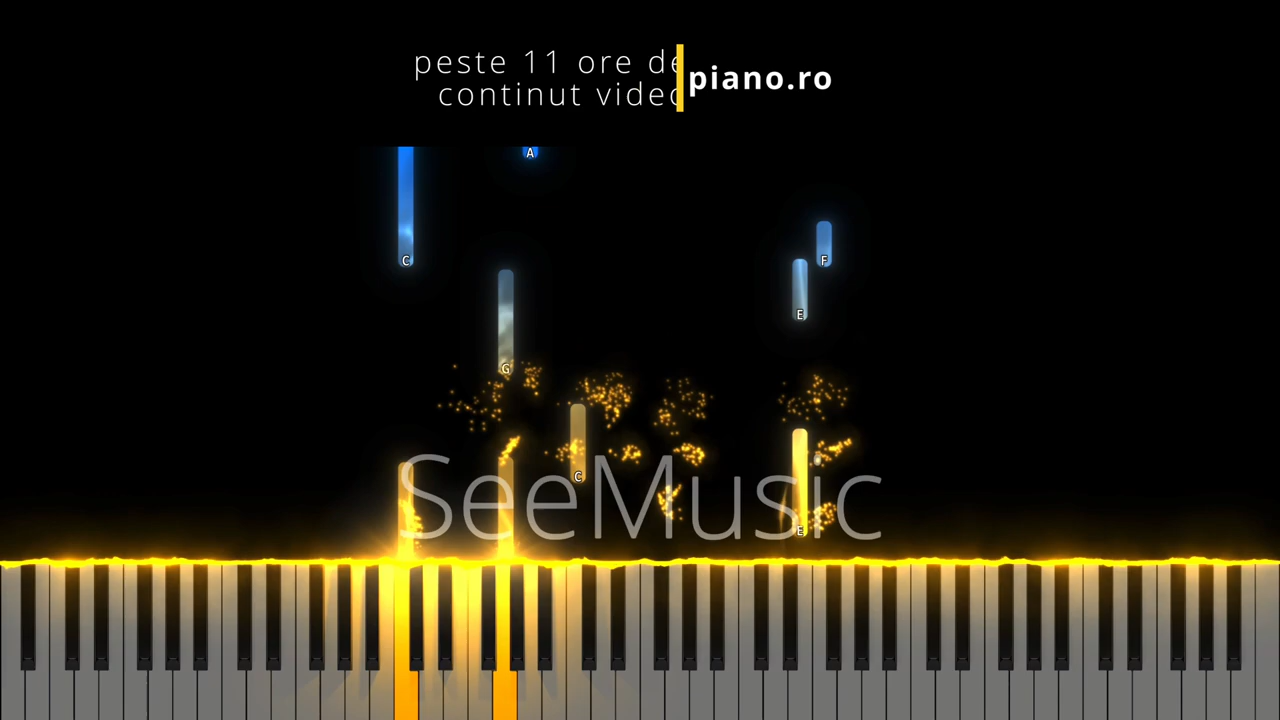 peste 11 ore de
continut video
piano.ro
A
C
F
E
G
C
E
SeeMusic